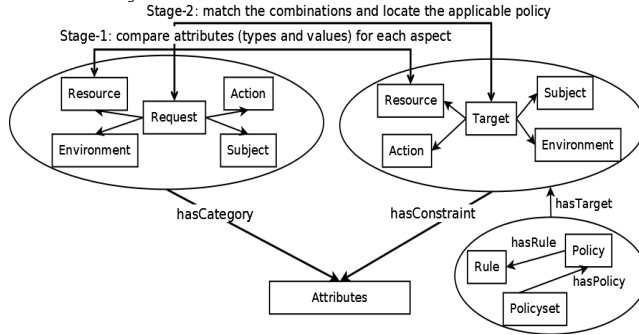 Stage-2: match the combinations and locate the applicable policy
Stage-1: compare attributes (types and values) for each aspect
Resource
Action
Request
Environment
Subject
Resource
Subject
Target
Action
Environment
hasCategory
hasConstraint
hasTarget
Attributes
hasRule
Policy
Rule
hasPolicy
Policyset